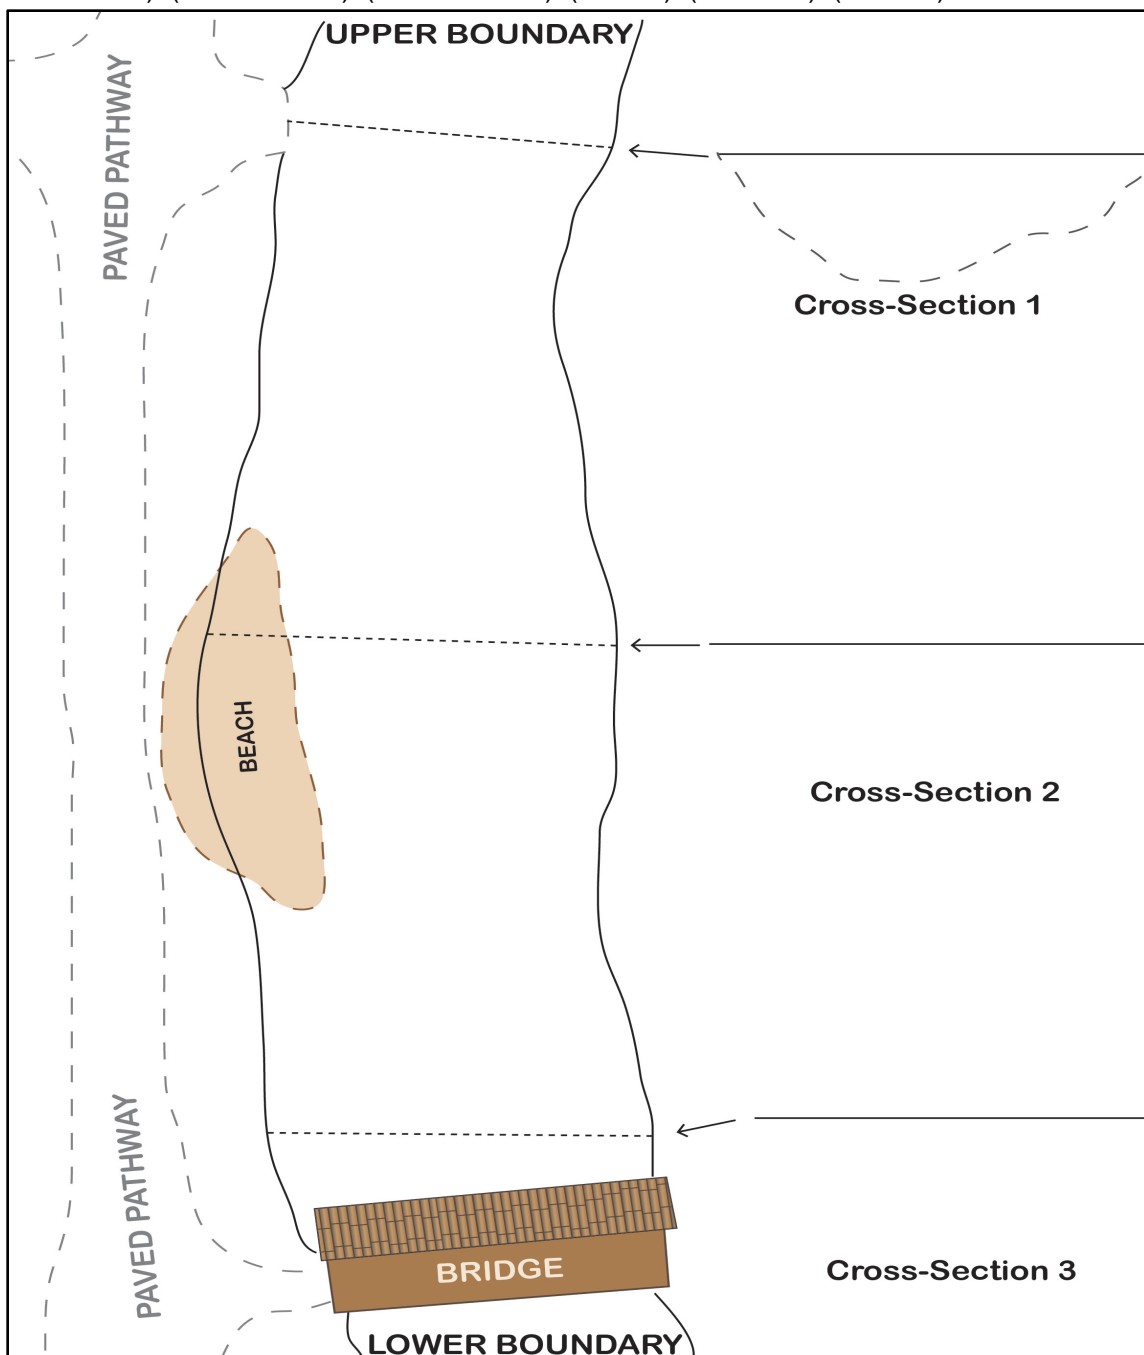 UPPER BOUNDARY
PAVED PATHWAY
Cross-Section 1
BEACH
Cross-Section 2
PAVED PATHWAY
BRIDGE
Cross-Section 3
LOWER BOUNDARY